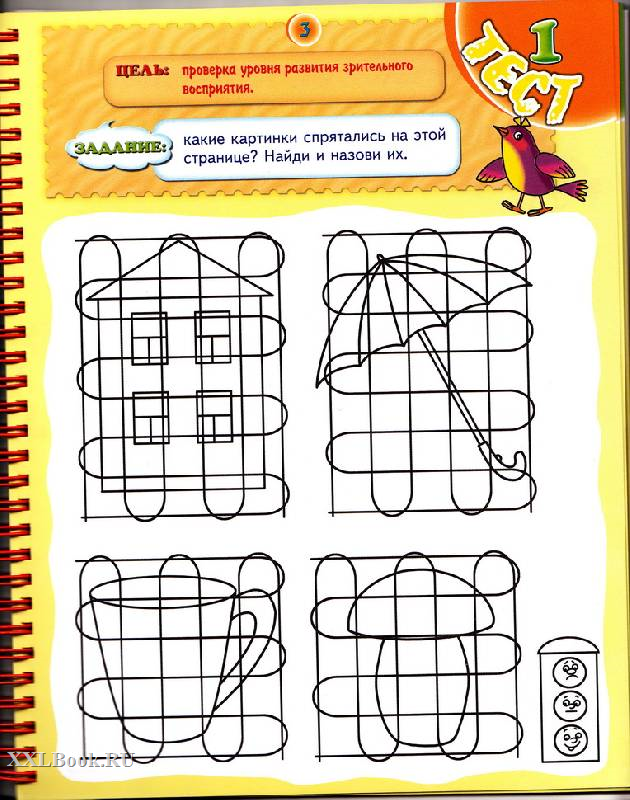 3
1
ТЕСТ
ЦЕЛЬ: проверка уровня развития зрительного
восприятия.
ЗАДАНИЕ: какие картинки спрятались на этой
странице? Найди и назови их.
XXLBook.RU